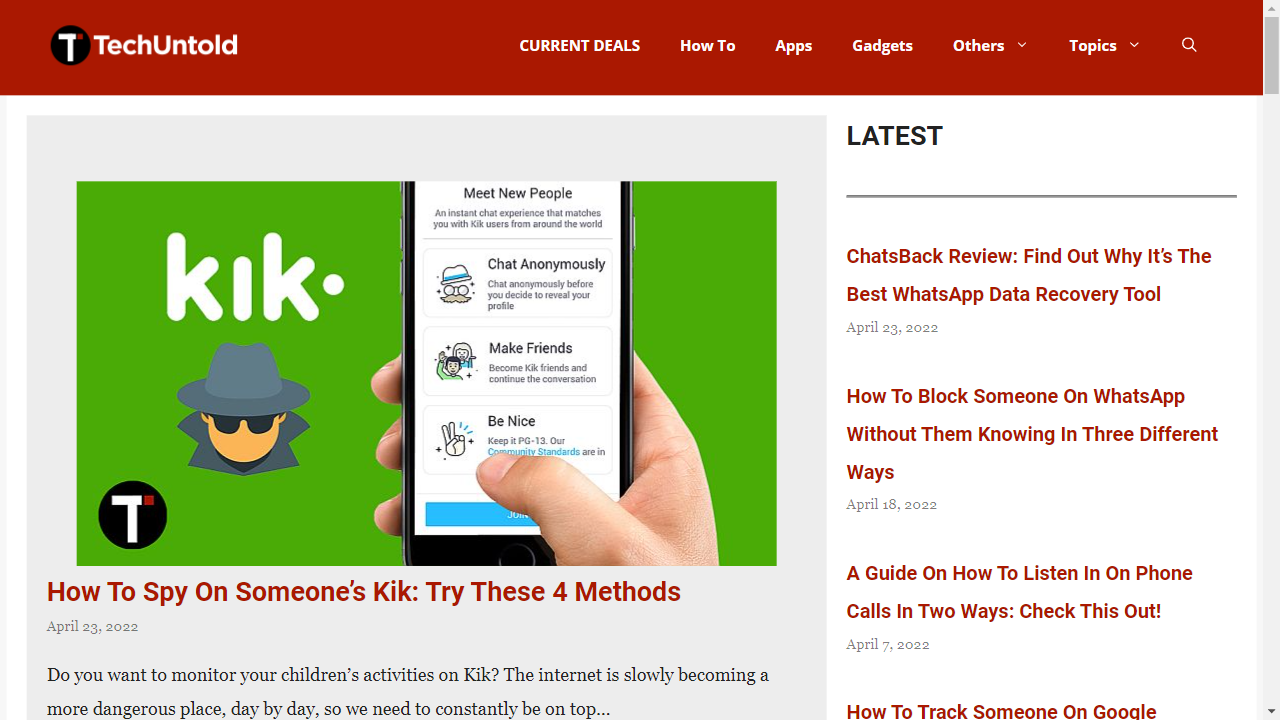 TechUntold
CURRENT DEALS
How To
Apps
Gadgets
Others
Topics
kik
Meet New People
An instant chat experience that matches
you with Kik users from around the world
Chat Anonymously
Chat anonymously before
you decide to reveal your
profile
Make Friends
Become Kik friends and
continue the conversation
Be Nice
Keep it PG-13. Our
Community Standards are in
JOIN
T
How To Spy On Someone’s Kik: Try These 4 Methods
April 23, 2022
Do you want to monitor your children’s activities on Kik? The internet is slowly becoming a
more dangerous place, day by day, so we need to constantly be on top...
LATEST
ChatsBack Review: Find Out Why It’s The
Best WhatsApp Data Recovery Tool
April 23, 2022
How To Block Someone On WhatsApp
Without Them Knowing In Three Different
Ways
April 18, 2022
A Guide On How To Listen In On Phone
Calls In Two Ways: Check This Out!
April 7, 2022
How To Track Someone On Google